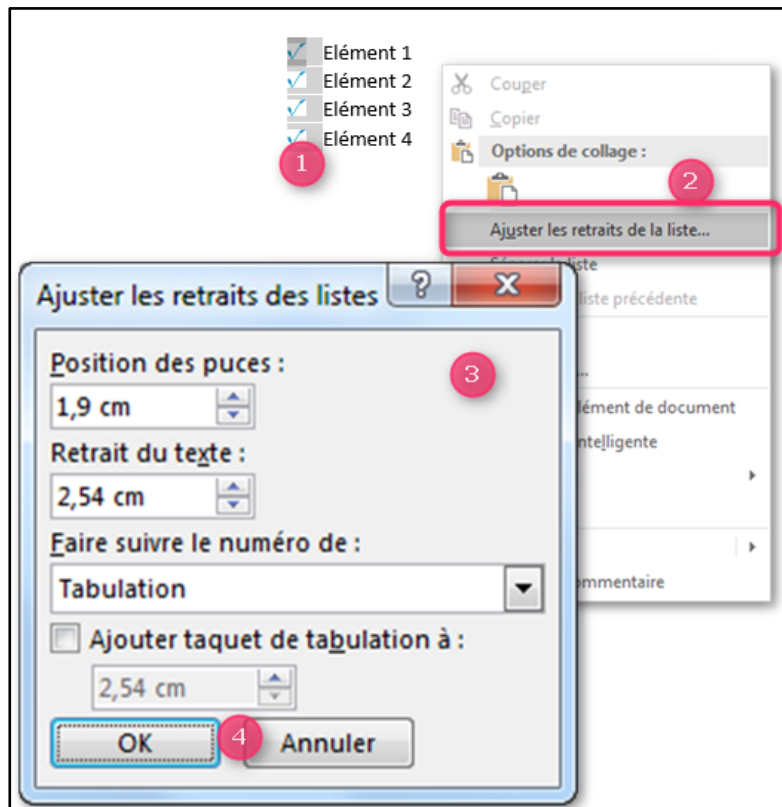 Elément 1
Elément 2
Elément 3
Elément 4
1
Couper
Copier
Options de collage :
2
Ajuster les retraits de la liste...
liste
liste précédente
...
lément de document
ntelligente
ommentaire
Ajuster les retraits des listes
?
3
Position des puces :
1,9 cm
Retrait du texte :
2,54 cm
Faire suivre le numéro de :
Tabulation
Ajouter taquet de tabulation à :
2,54 cm
OK
4
Annuler